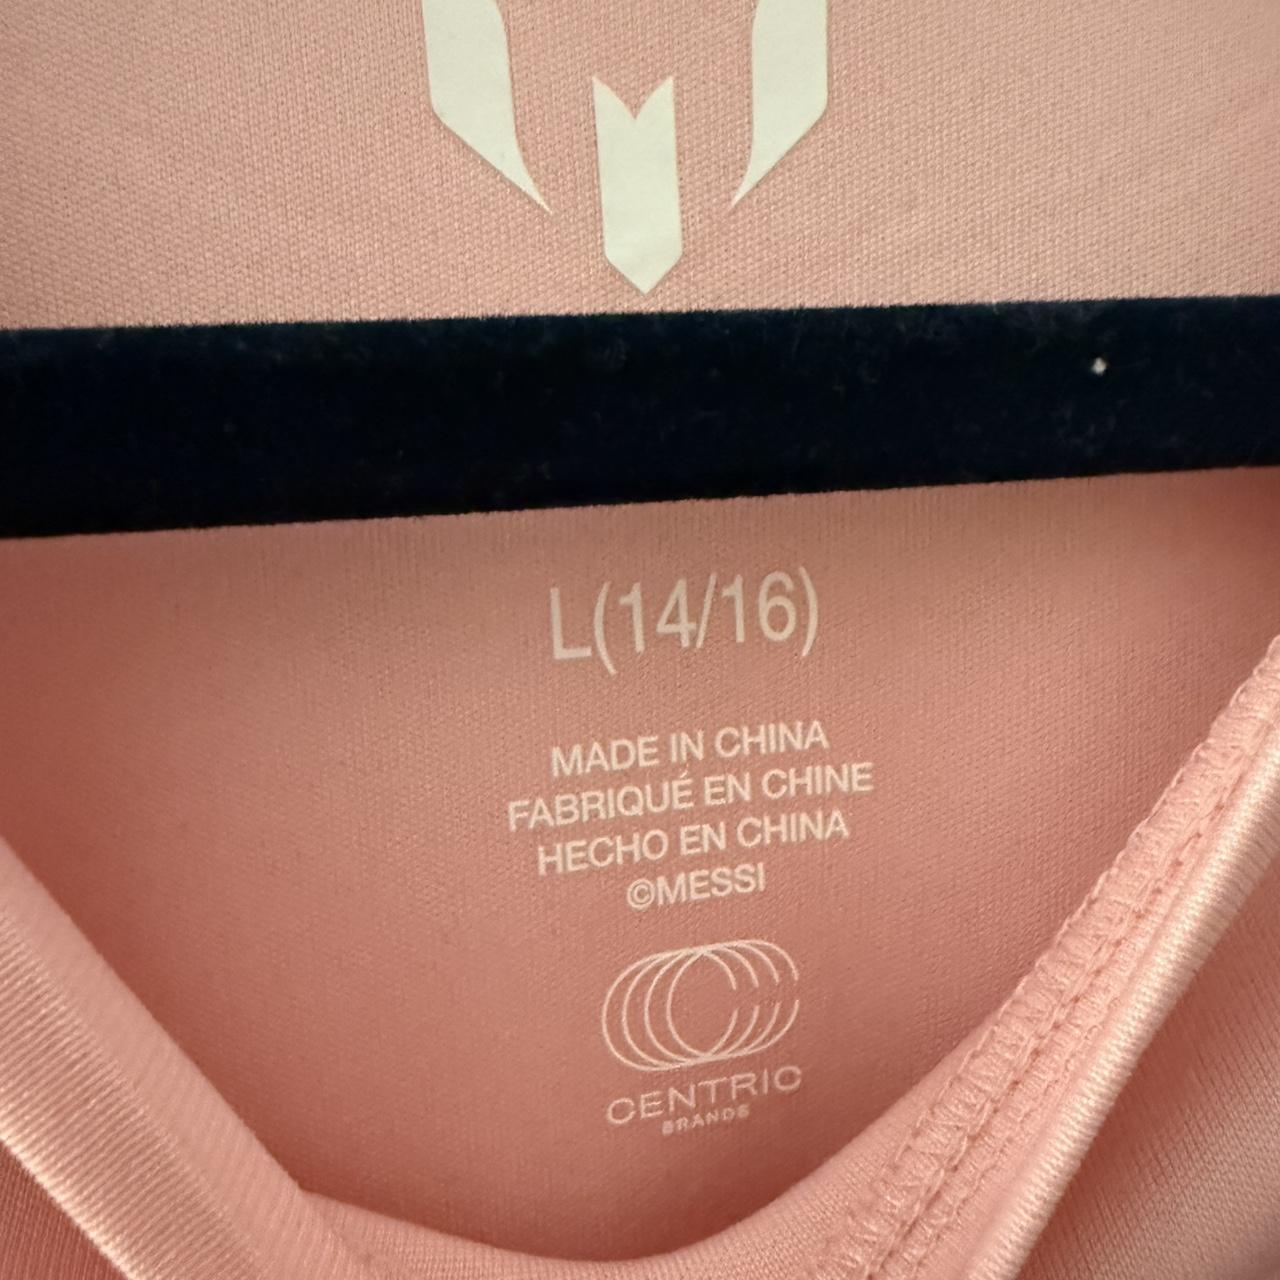 L(14/16)
MADE IN CHINA
FABRIQUÉ EN CHINE
HECHO EN CHINA
©MESSI
CENTRIC
BRANDS